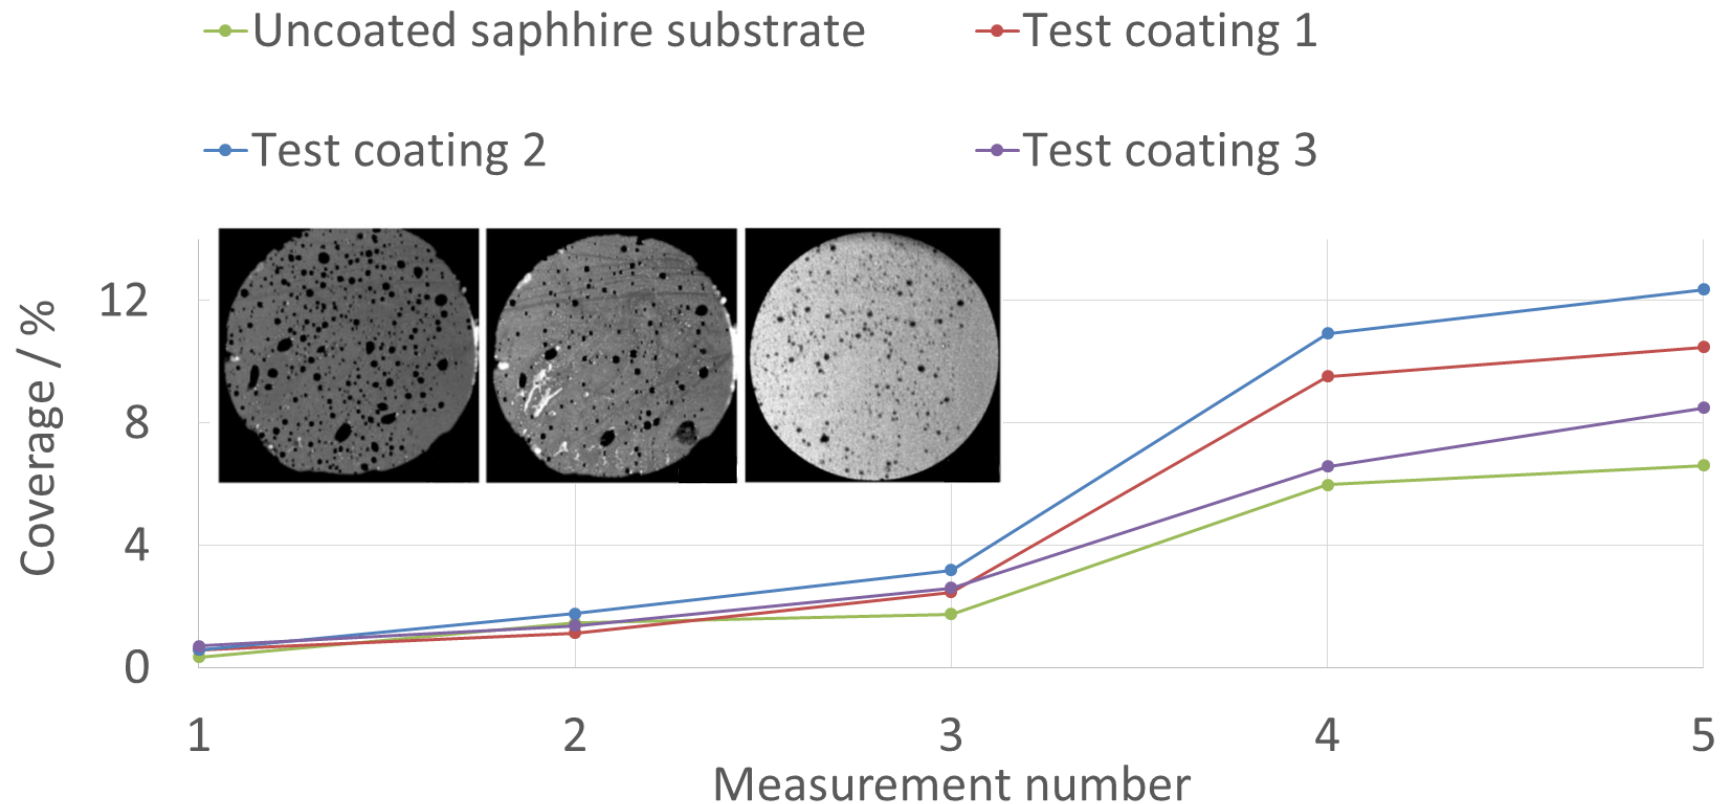 Uncoated saphhire substrate
Test coating 1
Test coating 2
Test coating 3
Coverage / %
12
8
4
0
1
2
3
4
5
Measurement number